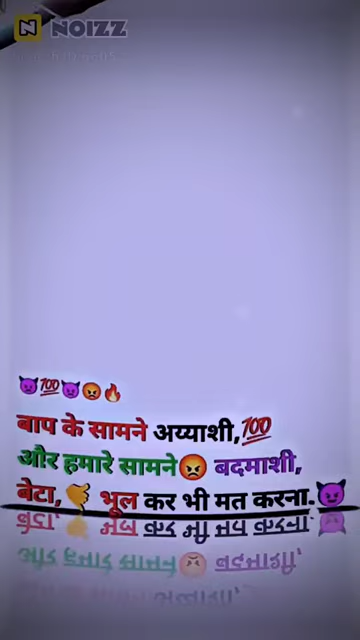 NOIZZ
😈💯😈😡🔥
बाप के सामने अय्याशी,💯
और हमारे सामने😡 बदमाशी,
बेटा,👎 भूल कर भी मत करना.😈